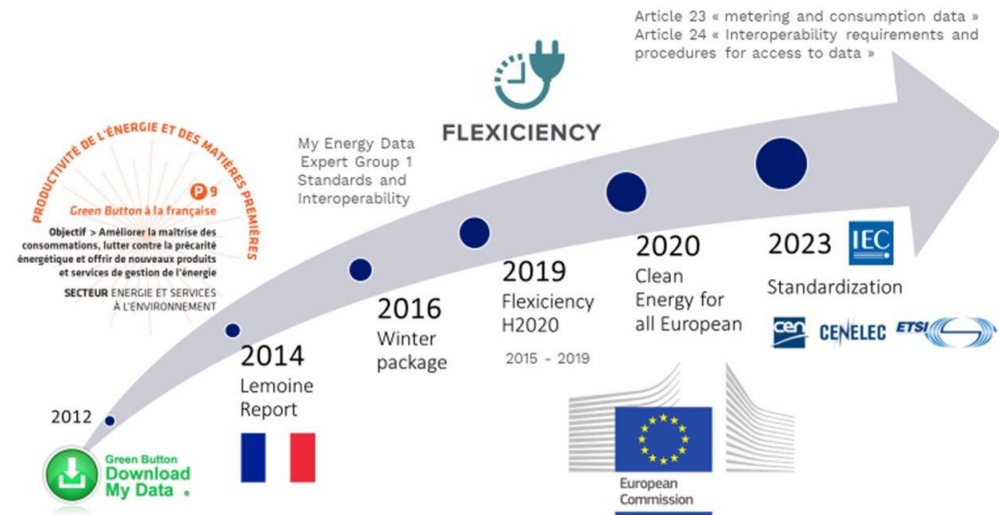 Article 23 « metering and consumption data »
Article 24 « Interoperability requirements and
procedures for access to data »
FLEXICIENCY
My Energy Data
Expert Group 1
Standards and
Interoperability
PRODUCTIVITÉ DE L'ÉNERGIE ET DES MATIÈRES PREMIÈRES
P 9
Green Button à la française
Objectif > Améliorer la maîtrise des
consommations, lutter contre la précarité
énergétique et offrir de nouveaux produits
et services de gestion de l'énergie
SECTEUR ENERGIE ET SERVICES
À L'ENVIRONNEMENT
2012
Green Button
Download
My Data
2014
Lemoine
Report
2016
Winter
package
2019
Flexiciency
H2020
2015 - 2019
2020
Clean
Energy for
all European
European
Commission
2023
IEC
Standardization
cen
CENELEC
ETSI